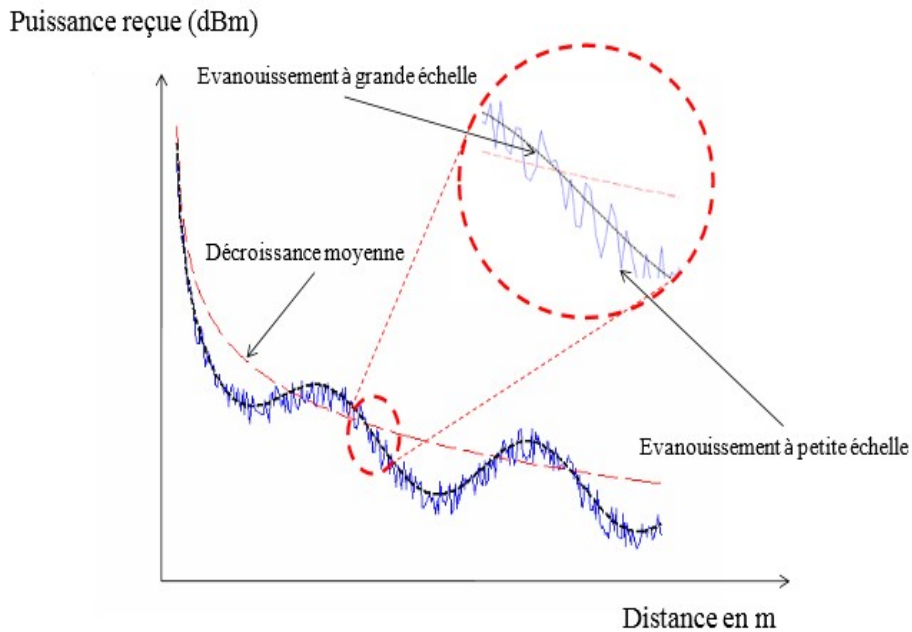 Puissance reçue (dBm)
Evanouissement à grande échelle
Décroissance moyenne
Evanouissement à petite échelle
Distance en m